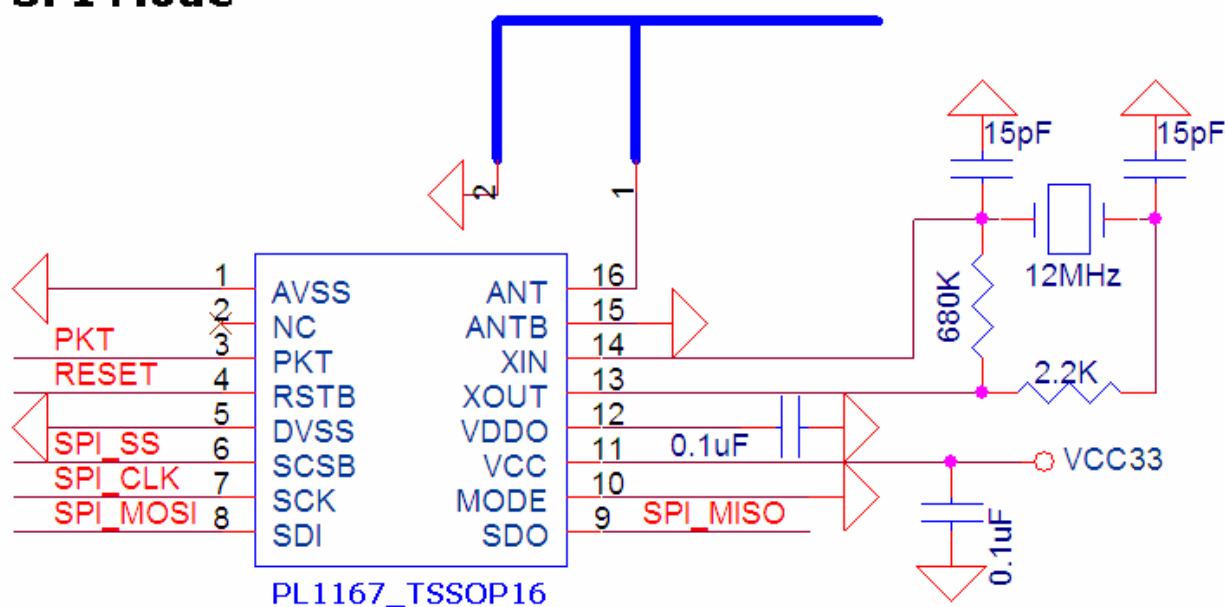 SPI Mode
15pF
15pF
2
1
12MHz
680K
2.2K
1
AVSS
ANT
16
2
NC
ANTB
15
PKT
3
PKT
XIN
14
RESET
4
RSTB
XOUT
13
5
DVSS
VDDO
12
0.1uF
SPI_SS
6
SCSB
VCC
11
VCC33
SPI_CLK
7
SCK
MODE
10
SPI_MOSI
8
SDI
SDO
9
SPI_MISO
0.1uF
PL1167_TSSOP16